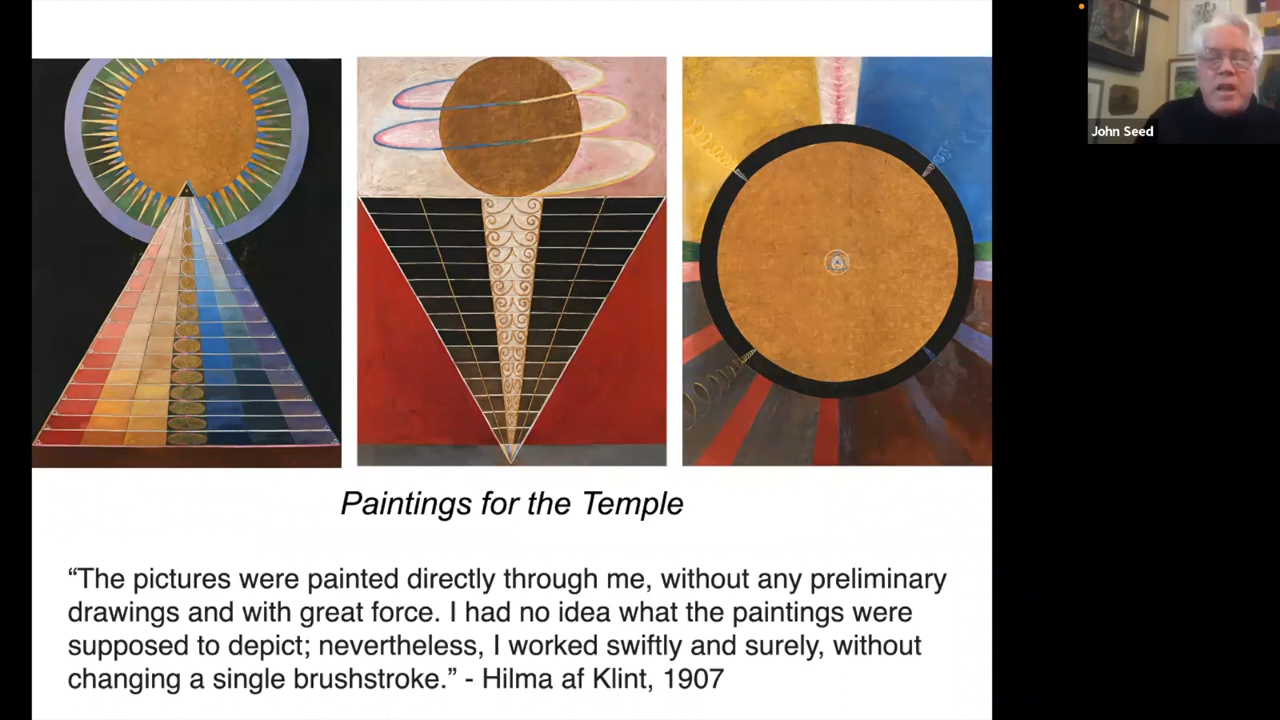 John Seed
Paintings for the Temple
“The pictures were painted directly through me, without any preliminary
drawings and with great force. I had no idea what the paintings were
supposed to depict; nevertheless, I worked swiftly and surely, without
changing a single brushstroke.” - Hilma af Klint, 1907